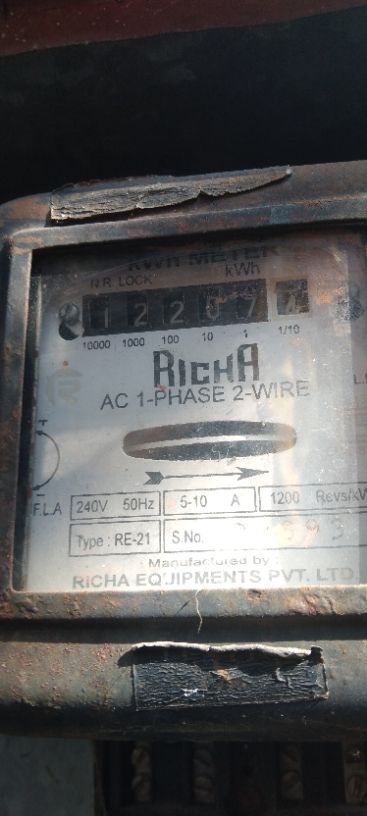 kWh METER
N.R. LOCK kWh
1 2 2 0 7
10000 1000 100 10 1 1/10
RICHA
AC 1-PHASE 2-WIRE
F.L.A 240V 50Hz 5-10 A 1200 Revs/kW
Type : RE-21 S.No.
Manufactured by :
RICHA EQUIPMENTS PVT. LTD.